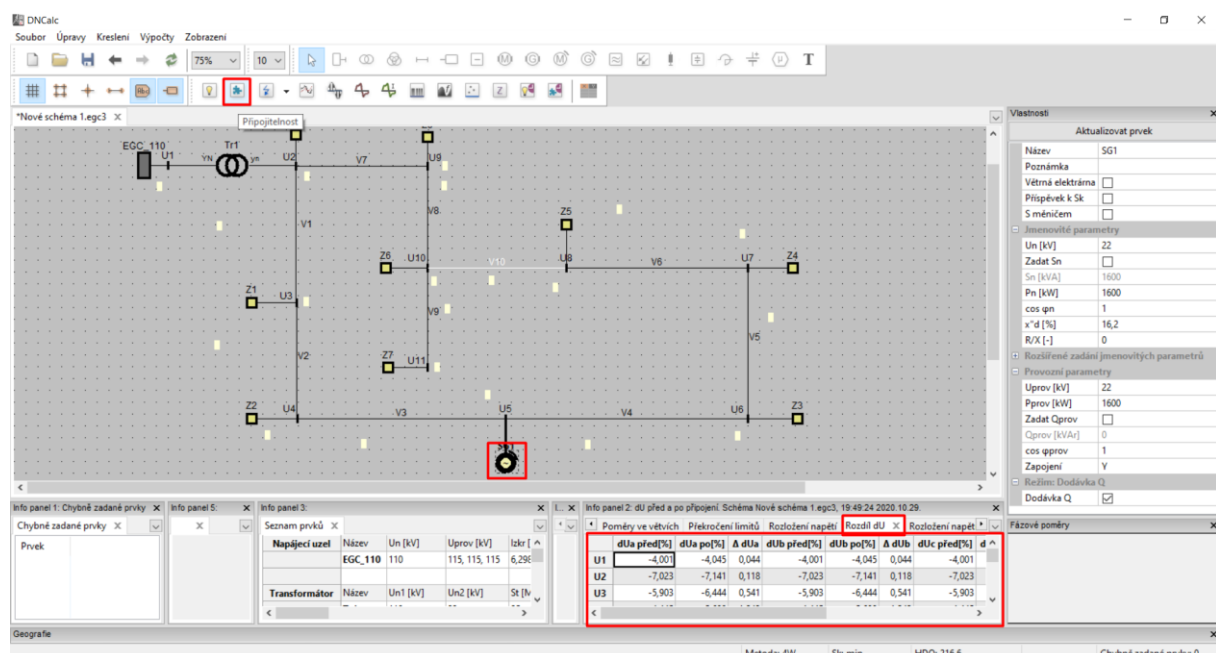 DNCalc
Soubor Úpravy Kreslení Výpočty Zobrazení
75% 10 T
*Nové schéma 1.egc3 X
Připojitelnost
EGC_110 U1 YN Tr1 yn U2 V7 U9
V1 V8 Z5
Z6 U10 V10 U8 V6 U7 Z4
Z1 U3 V9 V5
V2 Z7 U11
Z2 U4 V3 U5 V4 U6 Z3
Vlastnosti
Aktualizovat prvek
Název SG1
Poznámka
Větrná elektrárna
Příspěvek k Sk
S měničem
Jmenovité parametry
Un [kV] 22
Zadat Sn
Sn [kVA] 1600
Pn [kW] 1600
cos φn 1
x"d [%] 16,2
R/X [-] 0
Rozšířené zadání jmenovitých parametrů
Provozní parametry
Uprov [kV] 22
Pprov [kW] 1600
Zadat Qprov
Qprov [kVAr] 0
cos φprov 1
Zapojení Y
Režim: Dodávka Q
Dodávka Q
Info panel 1: Chybně zadané prvky X
Chybně zadané prvky X
Prvek
Info panel 5: X
Info panel 3: X
Seznam prvků X
Napájecí uzel Název Un [kV] Uprov [kV] Izkr [
EGC_110 110 115, 115, 115 6,298
Transformátor Název Un1 [kV] Un2 [kV] St [M
I... X
Info panel 2: dU před a po připojení. Schéma Nové schéma 1.egc3, 19:49:24 2020.10.29. X
Poměry ve větvích Překročení limitů Rozložení napětí Rozdíl dU X Rozložení napět
dUa před[%] dUa po[%] Δ dUa dUb před[%] dUb po[%] Δ dUb dUc před[%] d
U1 -4,001 -4,045 0,044 -4,001 -4,045 0,044 -4,001
U2 -7,023 -7,141 0,118 -7,023 -7,141 0,118 -7,023
U3 -5,903 -6,444 0,541 -5,903 -6,444 0,541 -5,903
Fázové poměry X
Geografie X